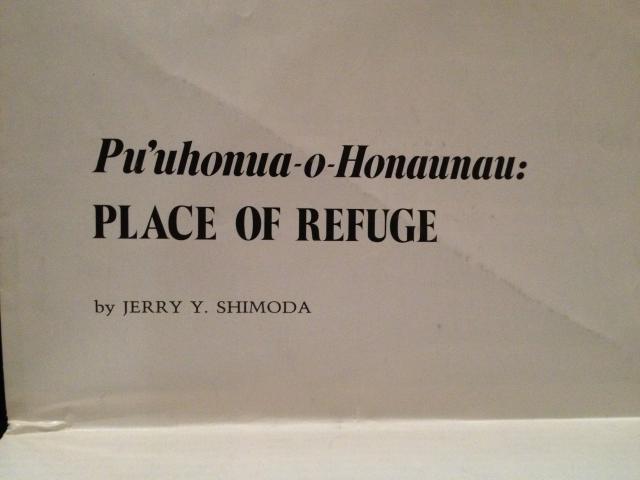 Pu'uhonua-o-Honaunau:
PLACE OF REFUGE
by JERRY Y. SHIMODA